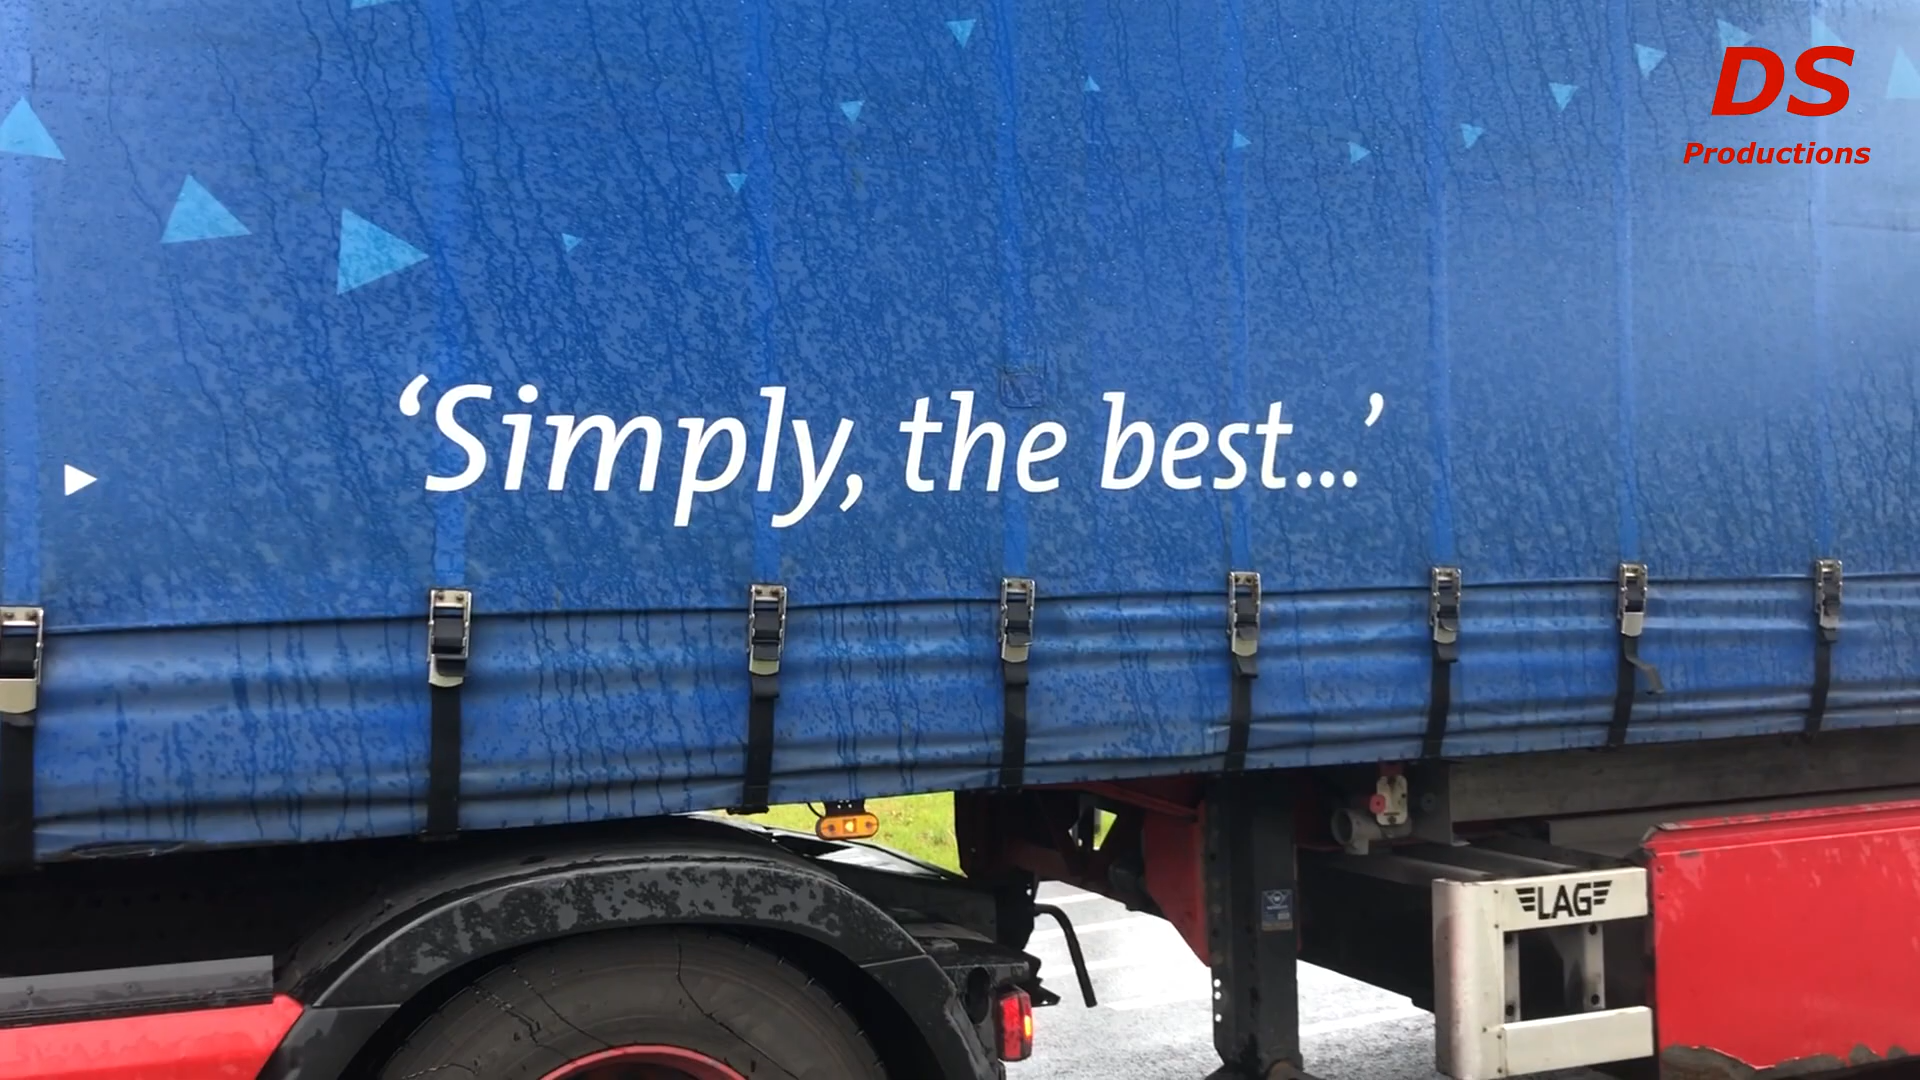 DS
Productions
‘Simply, the best...’
LAG